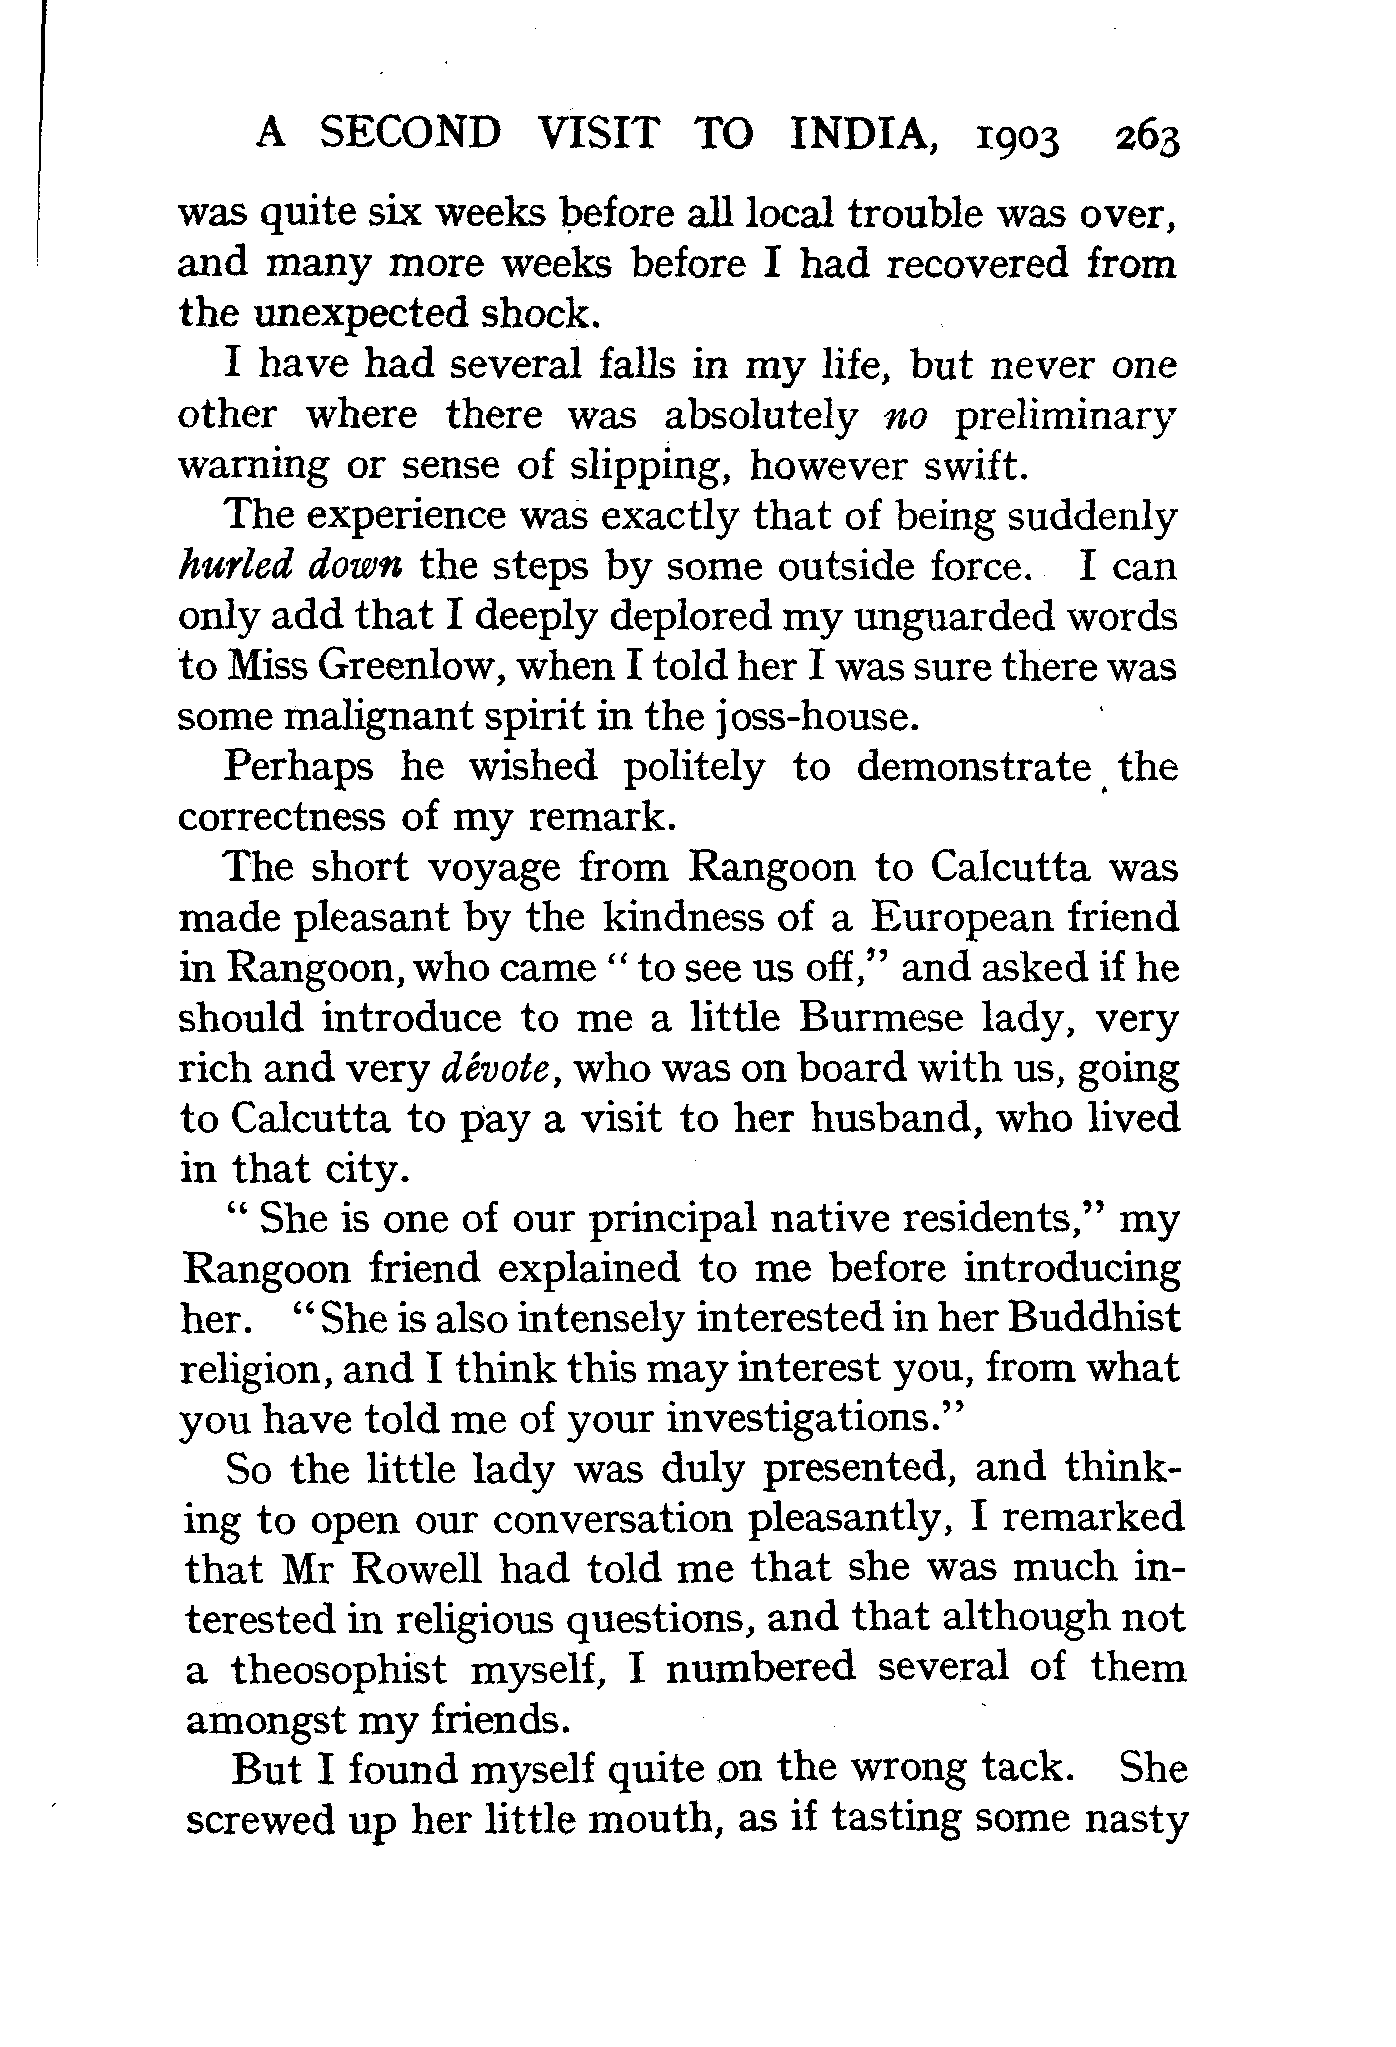 A SECOND VISIT TO INDIA, 1903 263
was quite six weeks before all local trouble was over,
and many more weeks before I had recovered from
the unexpected shock.
I have had several falls in my life, but never one
other where there was absolutely no preliminary
warning or sense of slipping, however swift.
The experience was exactly that of being suddenly
hurled down the steps by some outside force. I can
only add that I deeply deplored my unguarded words
to Miss Greenlow, when I told her I was sure there was
some malignant spirit in the joss-house.
Perhaps he wished politely to demonstrate the
correctness of my remark.
The short voyage from Rangoon to Calcutta was
made pleasant by the kindness of a European friend
in Rangoon, who came “ to see us off,” and asked if he
should introduce to me a little Burmese lady, very
rich and very dévote, who was on board with us, going
to Calcutta to pay a visit to her husband, who lived
in that city.
“ She is one of our principal native residents,” my
Rangoon friend explained to me before introducing
her. “She is also intensely interested in her Buddhist
religion, and I think this may interest you, from what
you have told me of your investigations.”
So the little lady was duly presented, and think-
ing to open our conversation pleasantly, I remarked
that Mr Rowell had told me that she was much in-
terested in religious questions, and that although not
a theosophist myself, I numbered several of them
amongst my friends.
But I found myself quite on the wrong tack. She
screwed up her little mouth, as if tasting some nasty